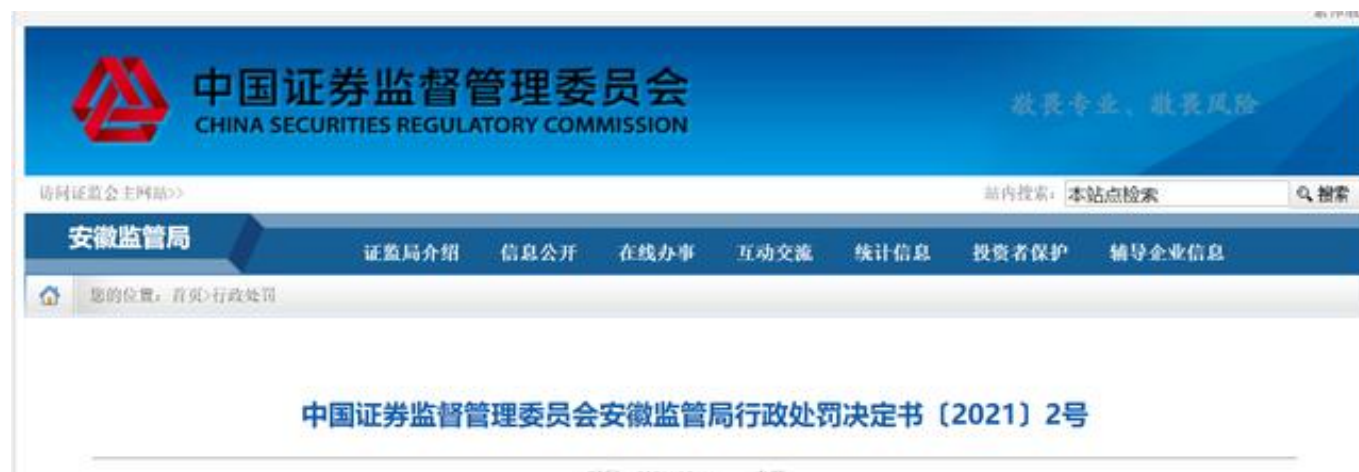 中国证券监督管理委员会
CHINA SECURITIES REGULATORY COMMISSION
敬畏专业、敬畏风险
访问证监会主网站>>
站内搜索: 本站点检索 搜索
安徽监管局
证监局介绍 信息公开 在线办事 互动交流 统计信息 投资者保护 辅导企业信息
您的位置: 首页>行政处罚
中国证券监督管理委员会安徽监管局行政处罚决定书〔2021〕2号